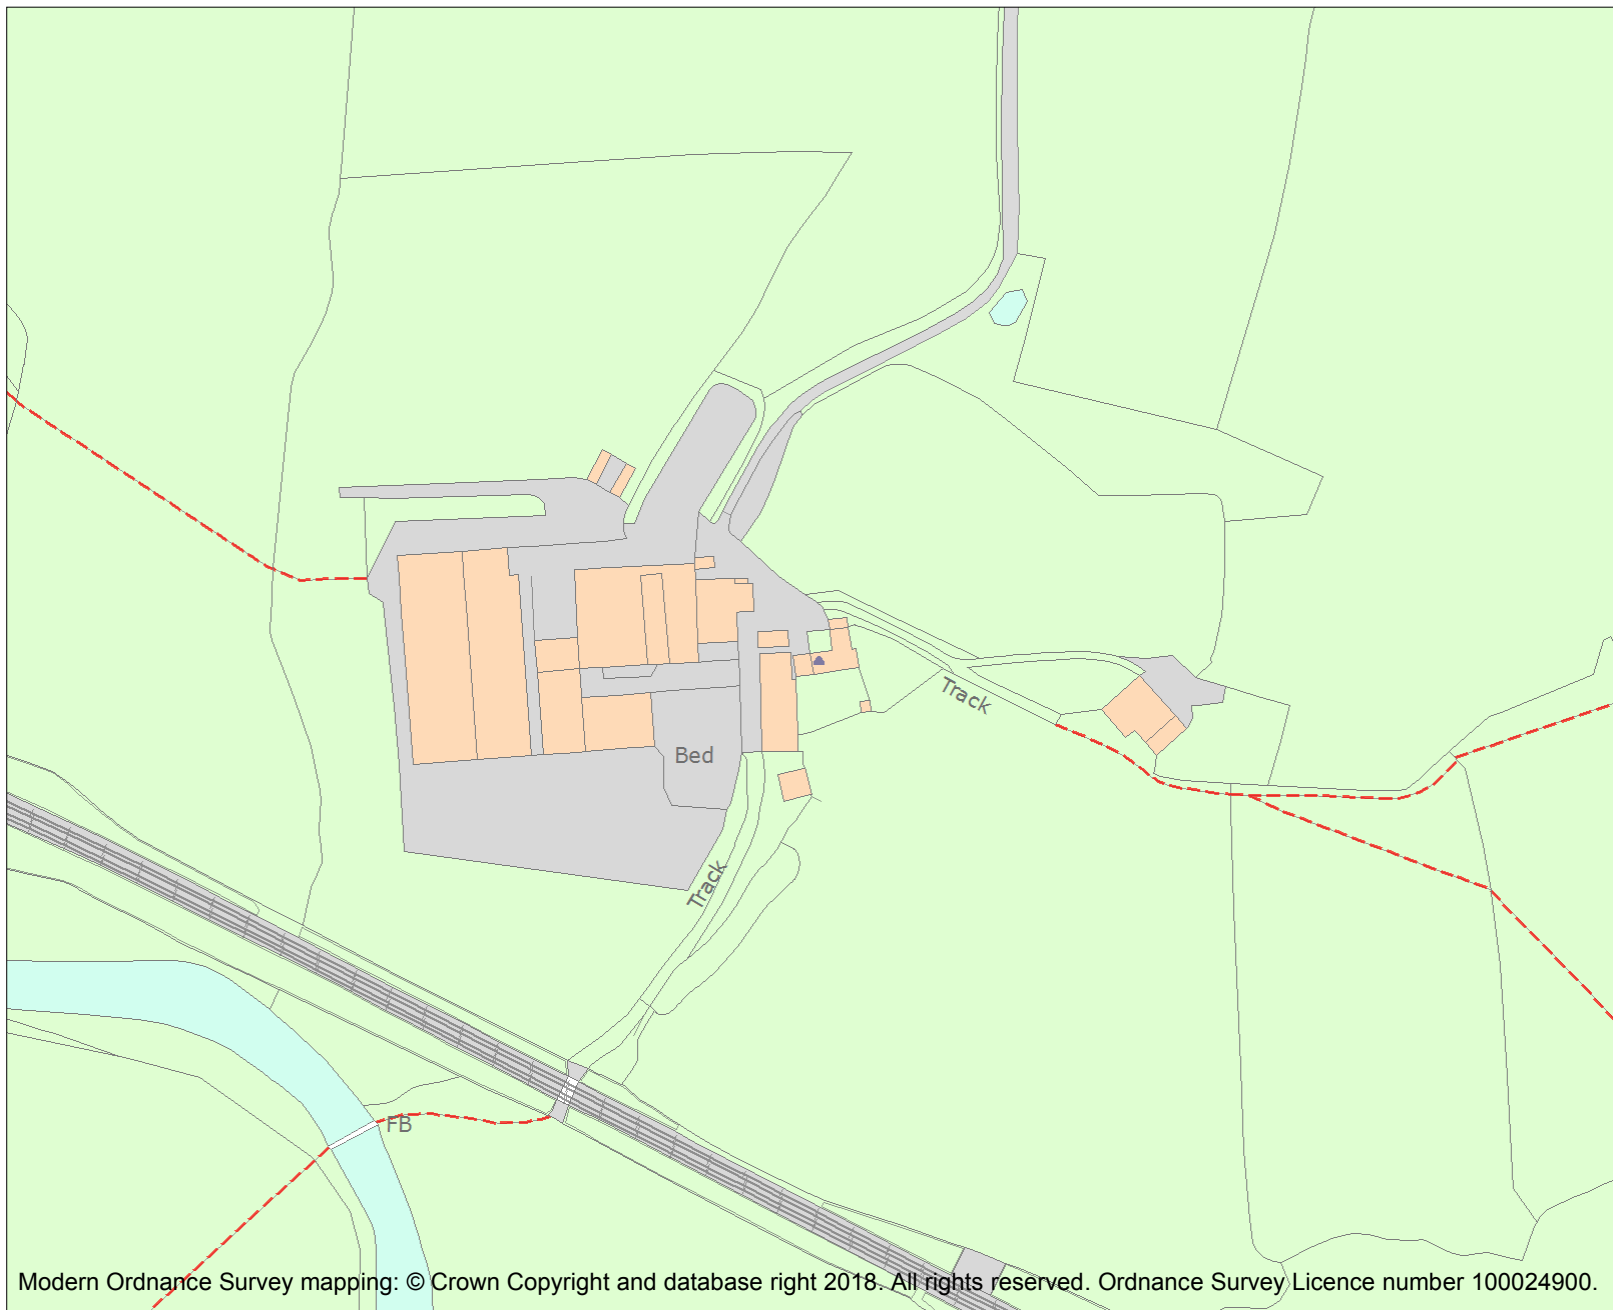 Track
Bed
Track
FB
Modern Ordnance Survey mapping: © Crown Copyright and database right 2018. All rights reserved. Ordnance Survey Licence number 100024900.